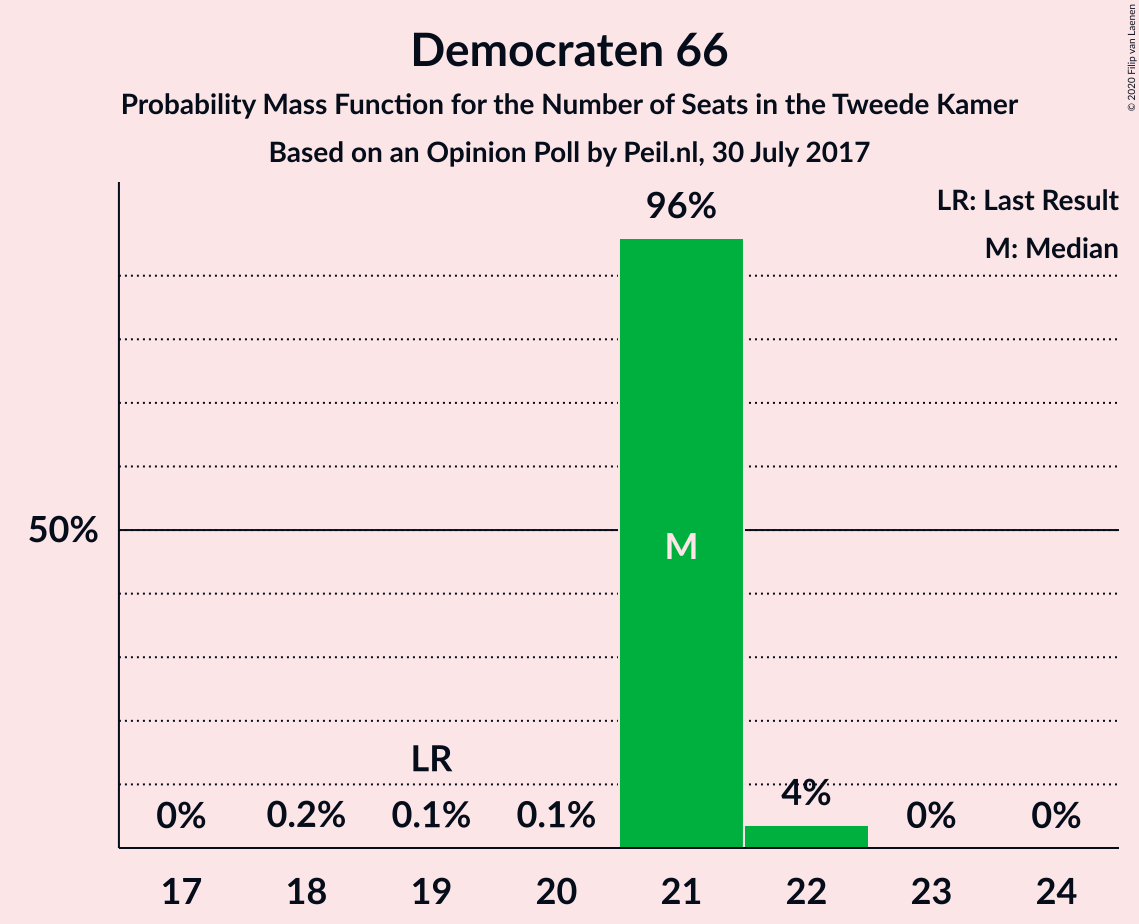 Democraten 66
Probability Mass Function for the Number of Seats in the Tweede Kamer
Based on an Opinion Poll by Peil.nl, 30 July 2017
© 2020 Filip van Laenen
LR: Last Result
M: Median
96%
50%
M
LR
0%
0.2%
0.1%
0.1%
4%
0%
0%
17
18
19
20
21
22
23
24